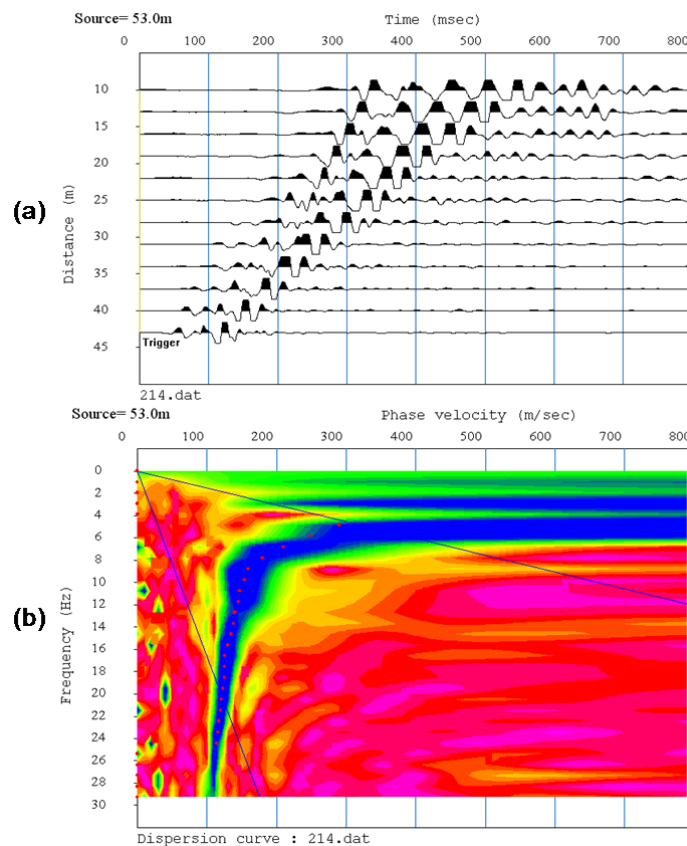 Source= 53.0m
Time (msec)
0 100 200 300 400 500 600 700 800
10
15
20
25
30
35
40
45
Distance (m)
(a)
Trigger
214.dat
Source= 53.0m
Phase velocity (m/sec)
0 100 200 300 400 500 600 700 800
0
2
4
6
8
10
12
14
16
18
20
22
24
26
28
30
Frequency (Hz)
(b)
Dispersion curve : 214.dat